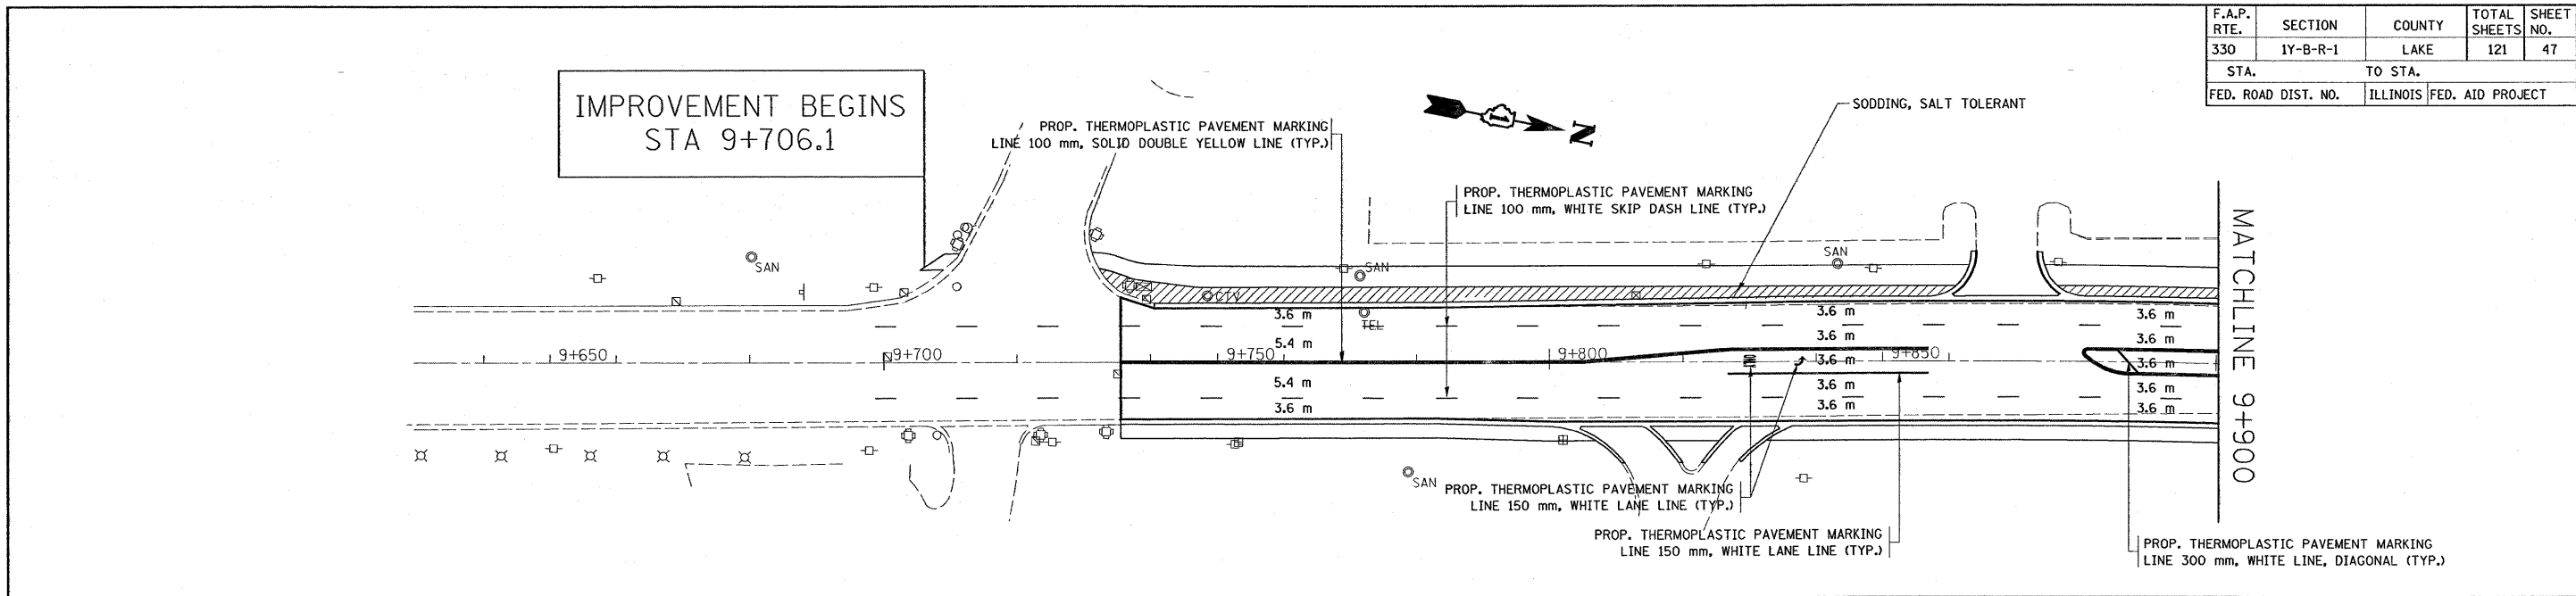 F.A.P. RTE. SECTION COUNTY TOTAL SHEETS SHEET NO.
330 1Y-B-R-1 LAKE 121 47
STA. TO STA.
FED. ROAD DIST. NO. ILLINOIS FED. AID PROJECT
IMPROVEMENT BEGINS
STA 9+706.1
PROP. THERMOPLASTIC PAVEMENT MARKING
LINE 100 mm, SOLID DOUBLE YELLOW LINE (TYP.)
N
SODDING, SALT TOLERANT
PROP. THERMOPLASTIC PAVEMENT MARKING
LINE 100 mm, WHITE SKIP DASH LINE (TYP.)
MATCHLINE 9+900
SAN
SAN
SAN
CTV
TEL
3.6 m
3.6 m
3.6 m
5.4 m
3.6 m
3.6 m
9+650
9+700
9+750
9+800
3.6 m
9+850
3.6 m
5.4 m
3.6 m
3.6 m
3.6 m
3.6 m
3.6 m
SAN
PROP. THERMOPLASTIC PAVEMENT MARKING
LINE 150 mm, WHITE LANE LINE (TYP.)
PROP. THERMOPLASTIC PAVEMENT MARKING
LINE 150 mm, WHITE LANE LINE (TYP.)
PROP. THERMOPLASTIC PAVEMENT MARKING
LINE 300 mm, WHITE LINE, DIAGONAL (TYP.)